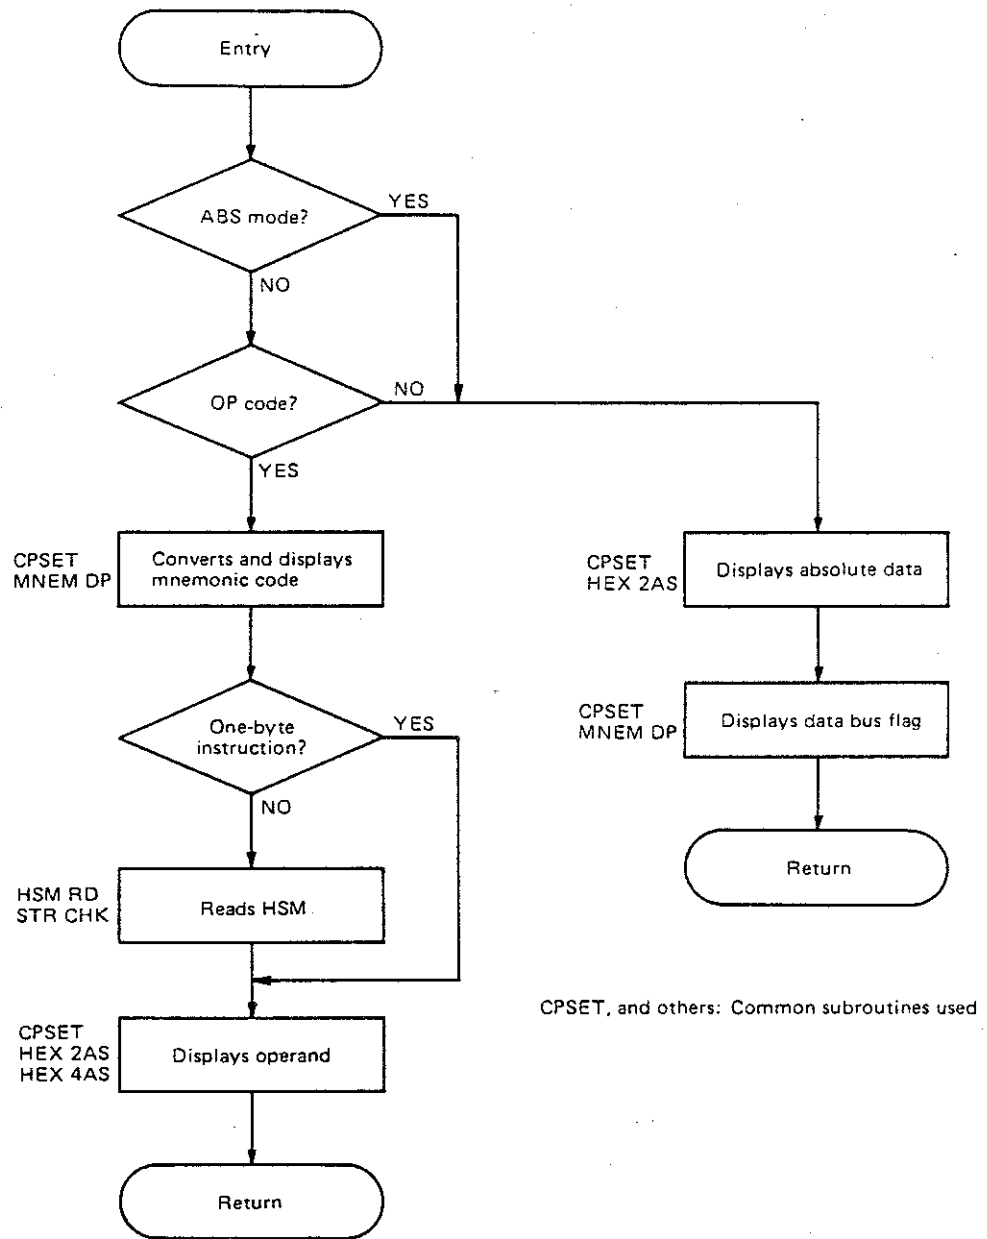 Entry
ABS mode?
YES
NO
OP code?
NO
YES
CPSET
MNEM DP
Converts and displays
mnemonic code
One-byte
instruction?
YES
NO
HSM RD
STR CHK
Reads HSM
CPSET
HEX 2AS
HEX 4AS
Displays operand
Return
CPSET
HEX 2AS
Displays absolute data
CPSET
MNEM DP
Displays data bus flag
Return
CPSET, and others: Common subroutines used